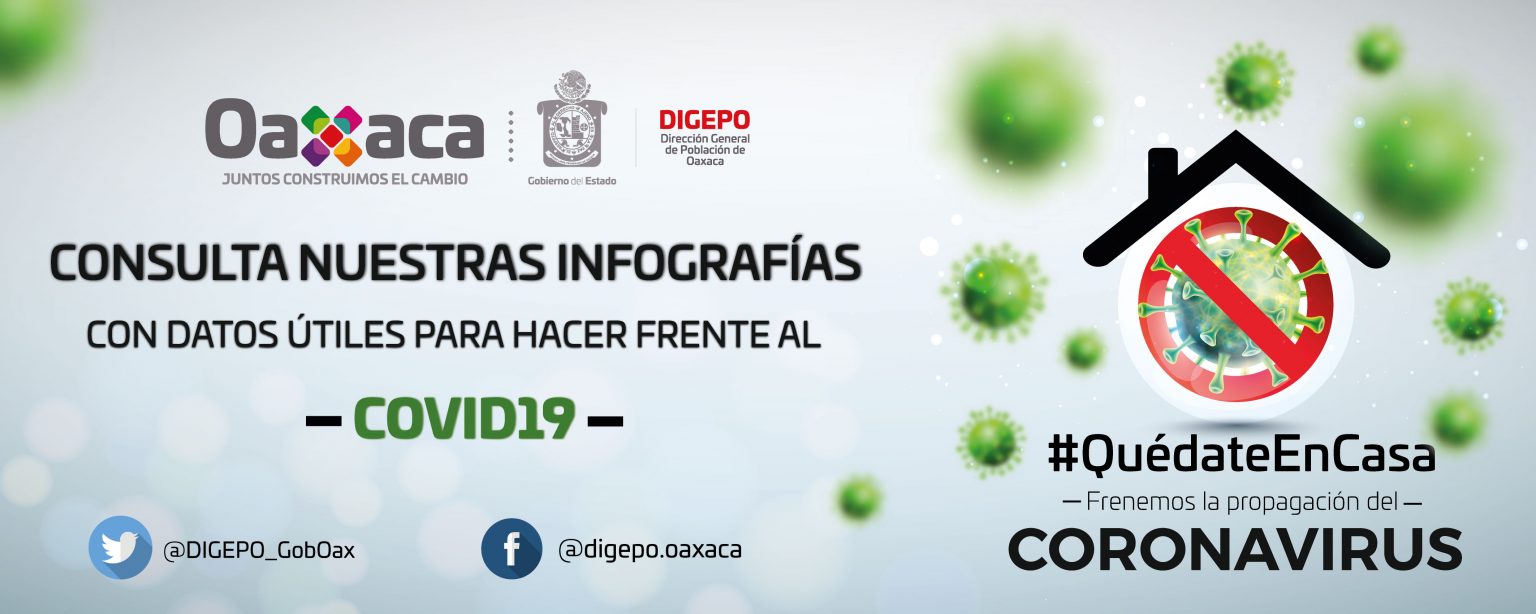 Oaxaca
JUNTOS CONSTRUIMOS EL CAMBIO
Gobierno del Estado
DIGEPO
Dirección General
de Población de
Oaxaca
CONSULTA NUESTRAS INFOGRAFÍAS
CON DATOS ÚTILES PARA HACER FRENTE AL
– COVID19 –
@DIGEPO_GobOax
@digepo.oaxaca
#QuédateEnCasa
– Frenemos la propagación del –
CORONAVIRUS